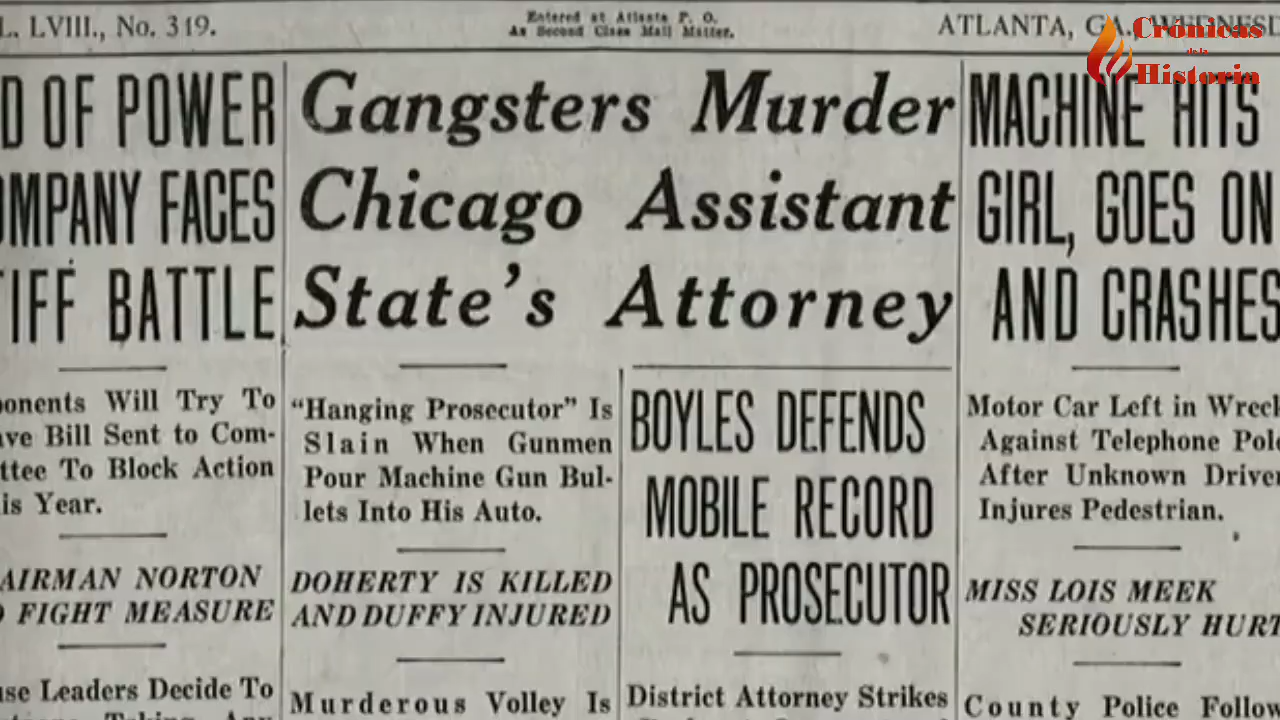 L. LVIII., No. 319.
Entered at Atlanta P. O.
As Second Class Mail Matter.
ATLANTA, GA., WEDNESD
Crónicas
de la
Historia
D OF POWER
OMPANY FACES
TIFF BATTLE
onents Will Try To
ave Bill Sent to Com-
ttee To Block Action
is Year.
AIRMAN NORTON
O FIGHT MEASURE
use Leaders Decide To
Gangsters Murder
Chicago Assistant
State's Attorney
"Hanging Prosecutor" Is
Slain When Gunmen
Pour Machine Gun Bul-
lets Into His Auto.
DOHERTY IS KILLED
AND DUFFY INJURED
Murderous Volley Is
BOYLES DEFENDS
MOBILE RECORD
AS PROSECUTOR
District Attorney Strikes
MACHINE HITS
GIRL, GOES ON
AND CRASHES
Motor Car Left in Wreck
Against Telephone Pole
After Unknown Driver
Injures Pedestrian.
MISS LOIS MEEK
SERIOUSLY HURT
County Police Follow